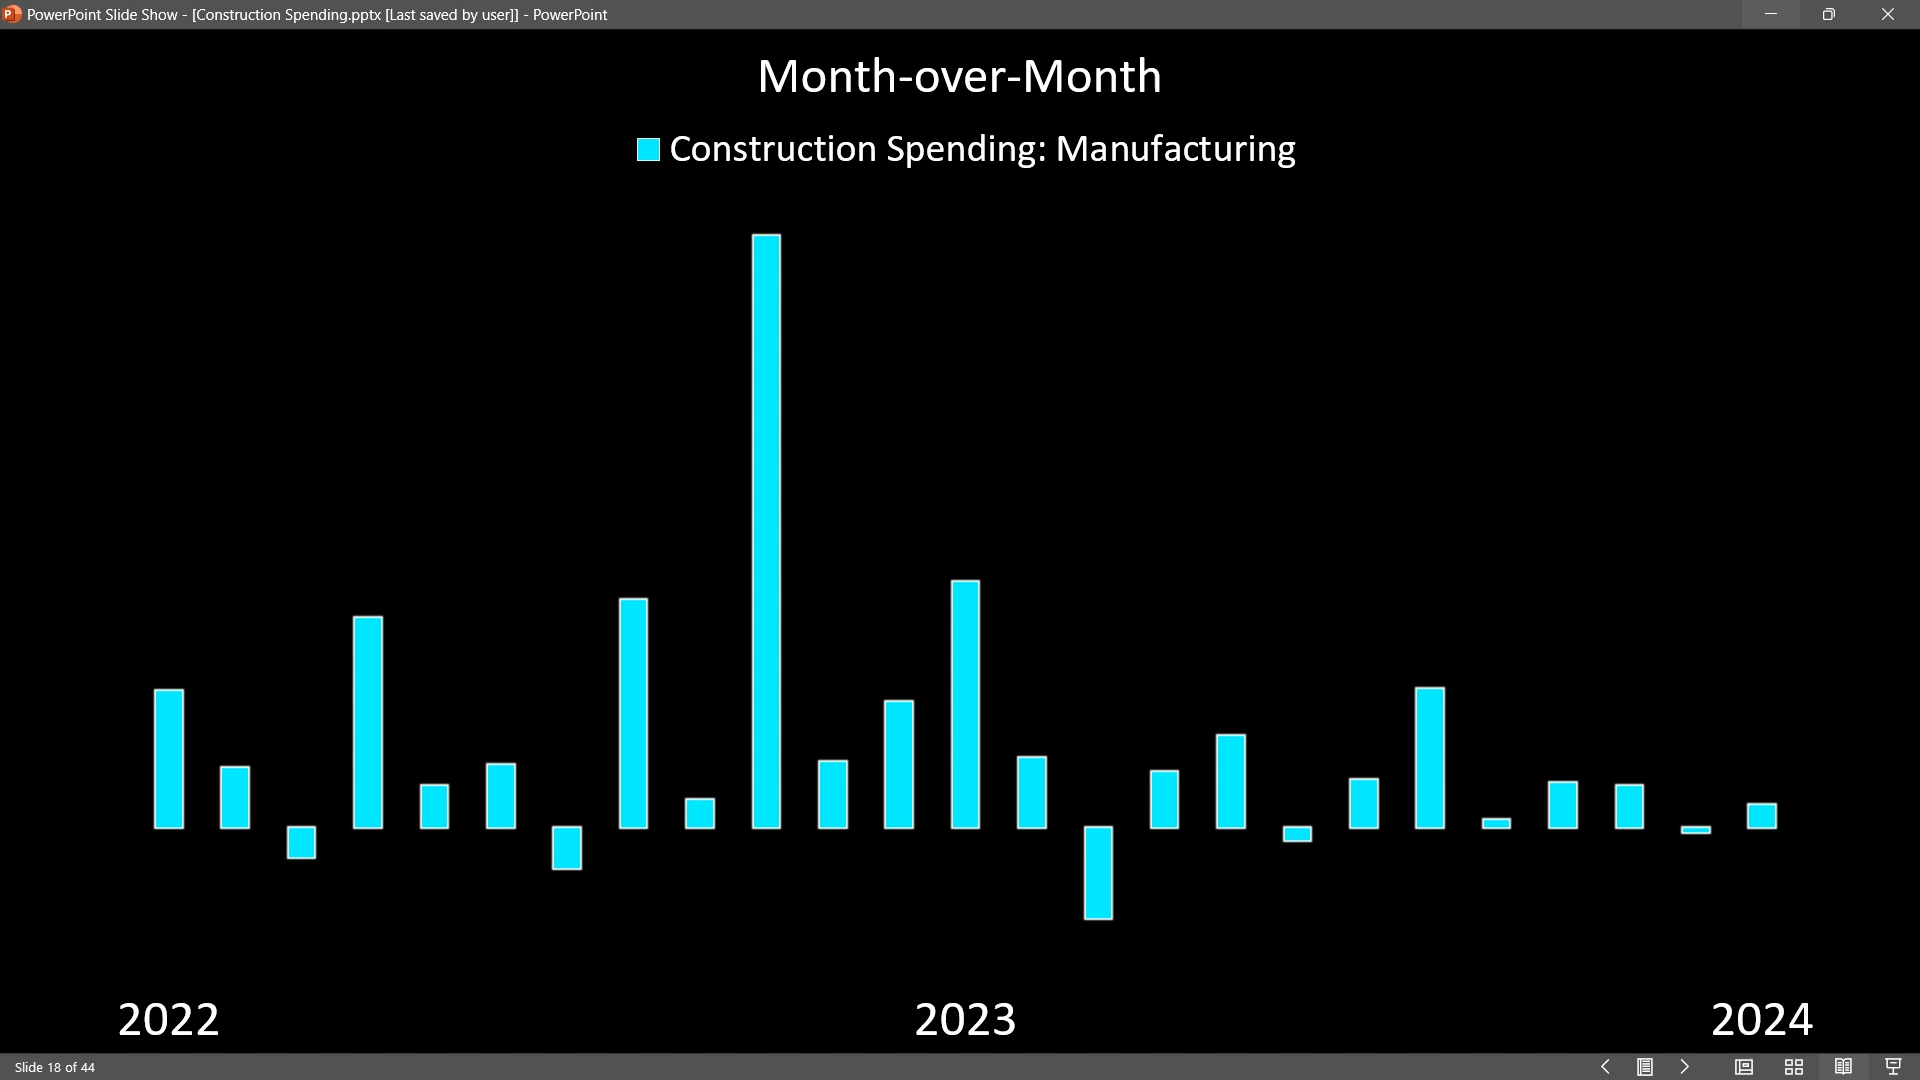 PowerPoint Slide Show - [Construction Spending.pptx [Last saved by user]] - PowerPoint
Month-over-Month
Construction Spending: Manufacturing
2022 2023 2024
Slide 18 of 44